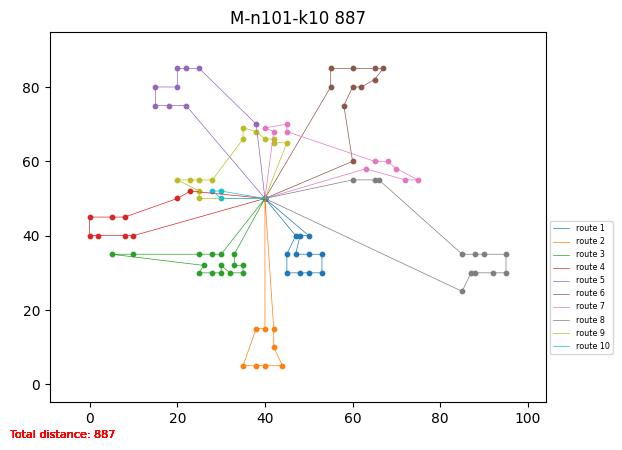 M-n101-k10 887
80
60
40
20
0
0 20 40 60 80 100
route 1
route 2
route 3
route 4
route 5
route 6
route 7
route 8
route 9
route 10
Total distance: 887